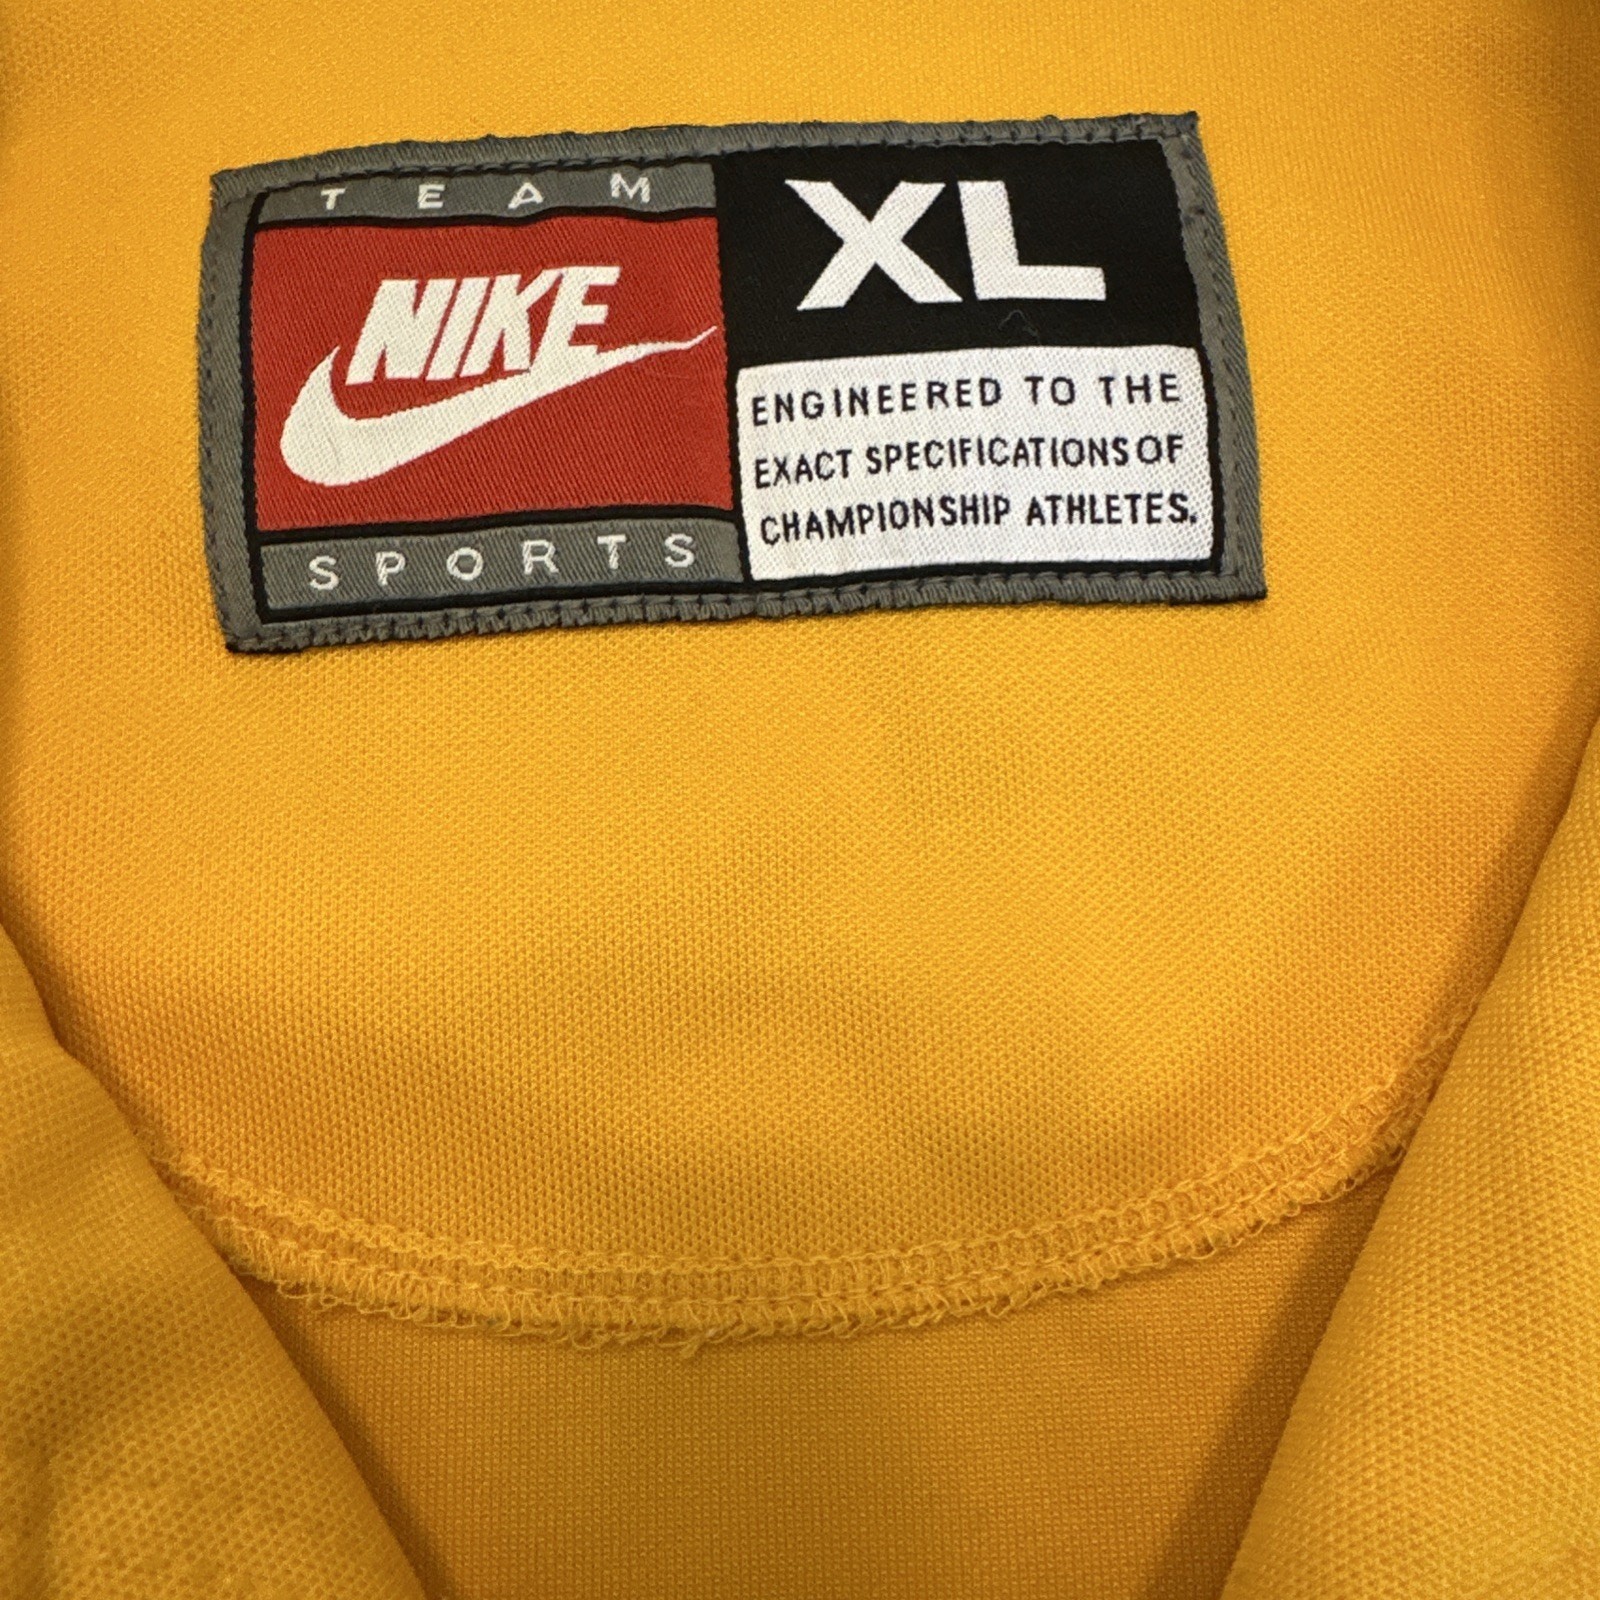 TEAM
NIKE
SPORTS
XL
ENGINEERED TO THE
EXACT SPECIFICATIONS OF
CHAMPIONSHIP ATHLETES.